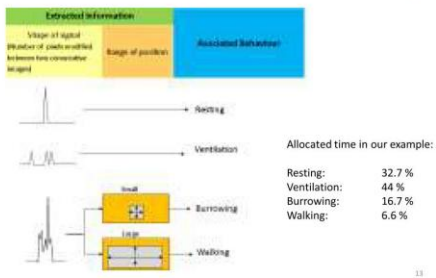 Extracted Information
Shape of signal
(Number of pixels modified
between two consecutive
images)
Range of position
Associated Behaviour
Resting
Ventilation
Small
Burrowing
Large
Walking
Allocated time in our example:
Resting: 32.7 %
Ventilation: 44 %
Burrowing: 16.7 %
Walking: 6.6 %
13